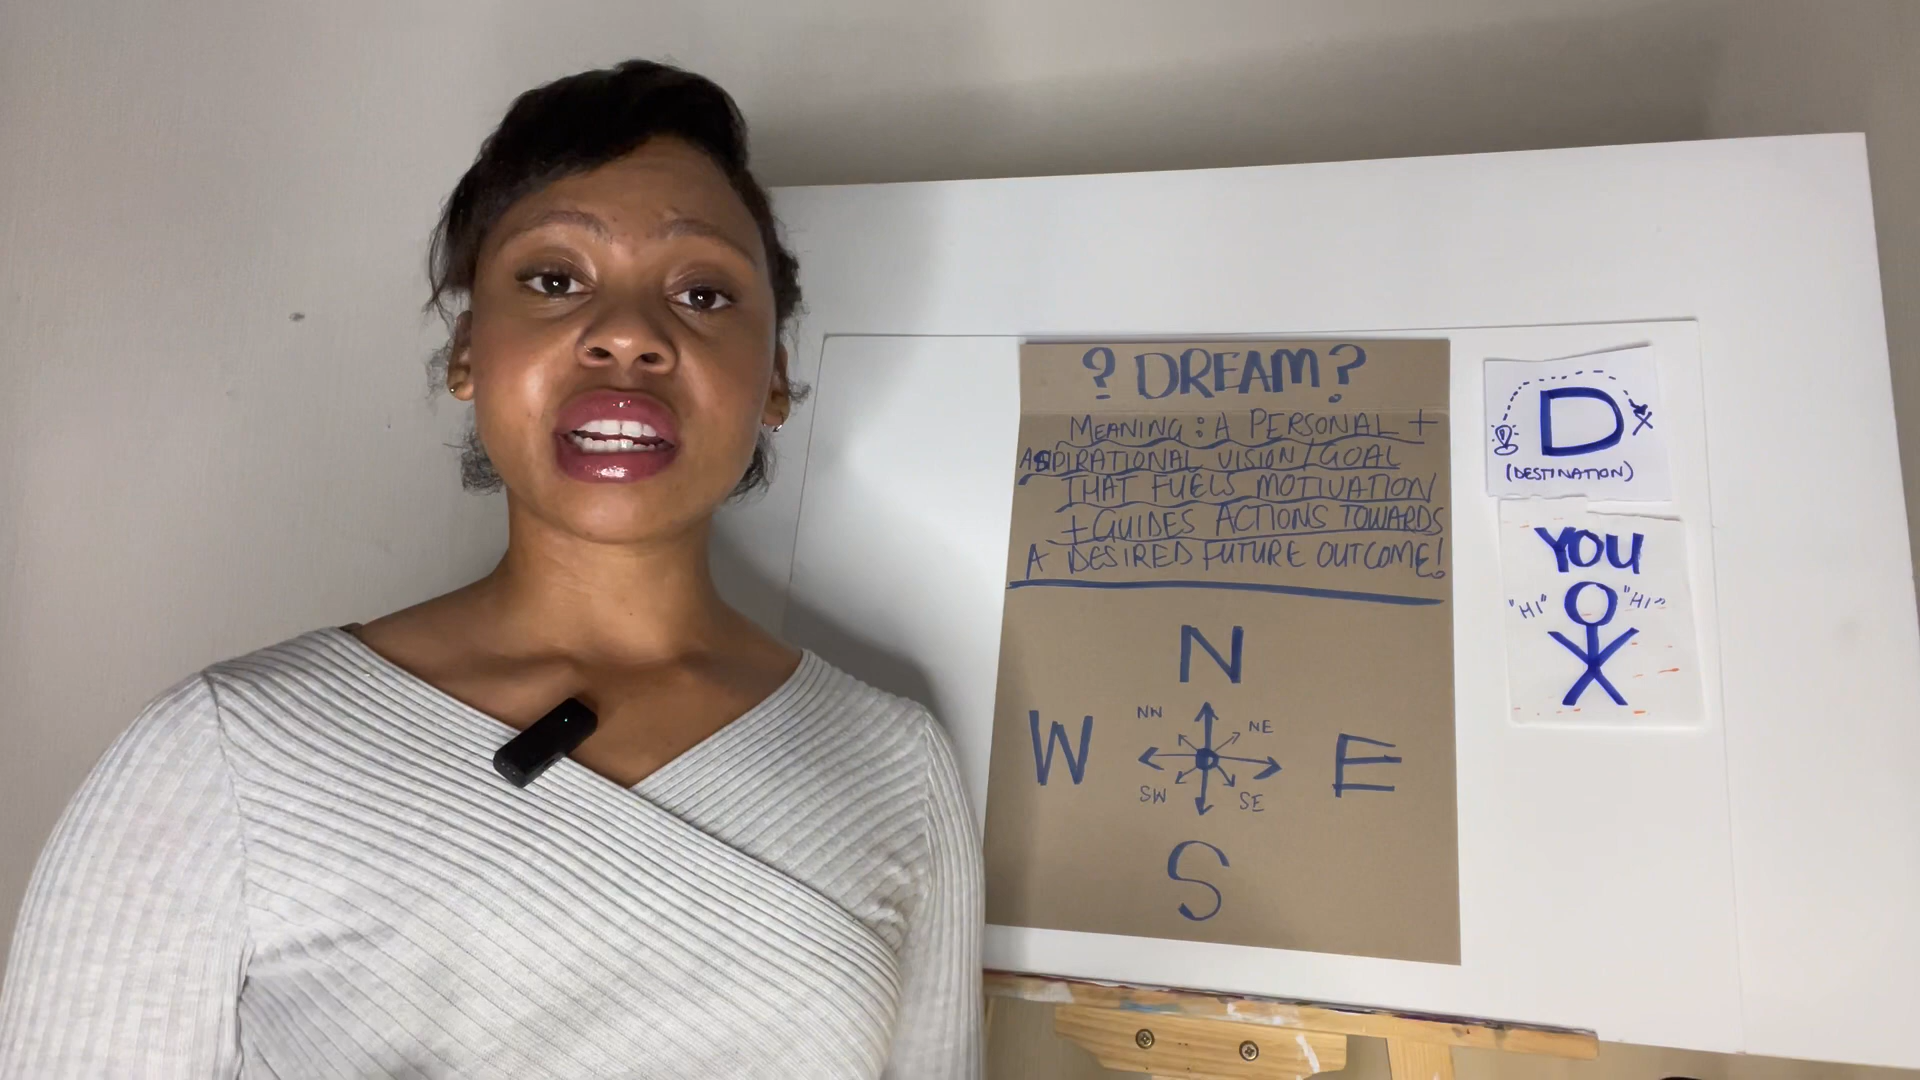 ? DREAM?
MEANING: A PERSONAL +
ASPIRATIONAL VISION/GOAL
THAT FUELS MOTIVATION
+ GUIDES ACTIONS TOWARDS
A DESIRED FUTURE OUTCOME!
N
NN NE
W E
SW SE
S
D
(DESTINATION)
YOU
"HI" "HI"